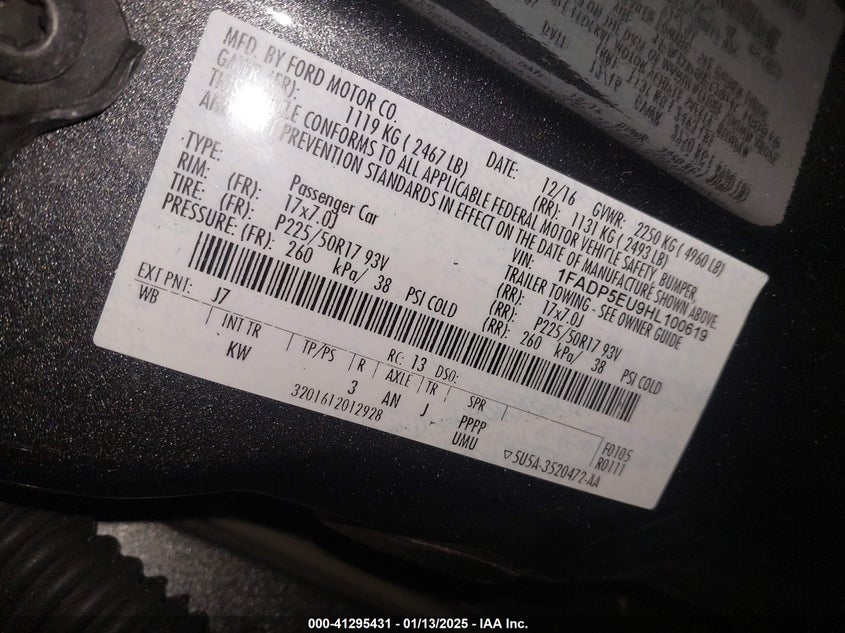 MFD. BY FORD MOTOR CO.
DATE: 12/16 GVWR: 2250 KG ( 4960 LB)
(FR): 1119 KG ( 2467 LB) (RR): 1131 KG ( 2493 LB)
CONFORMS TO ALL APPLICABLE FEDERAL MOTOR VEHICLE SAFETY, BUMPER,
PREVENTION STANDARDS IN EFFECT ON THE DATE OF MANUFACTURE SHOWN ABOVE
VIN: 1FADP5EU9HL100619
TYPE: Passenger Car TRAILER TOWING - SEE OWNER GUIDE
RIM: (FR): 17x7.0J (RR): 17x7.0J
TIRE: (FR): P225/50R17 93V (RR): P225/50R17 93V
PRESSURE: (FR): 260 kPa/ 38 PSI COLD (RR): 260 kPa/ 38 PSI COLD
EXT PNT: J7 RC: 13 DSO:
WB INT TR TP/PS R AXLE TR SPR
KW 3 AN J PPPP F0105
3201612012928 UMU R0111
▽5U5A-3520472-AA
000-41295431 - 01/13/2025 - IAA Inc.